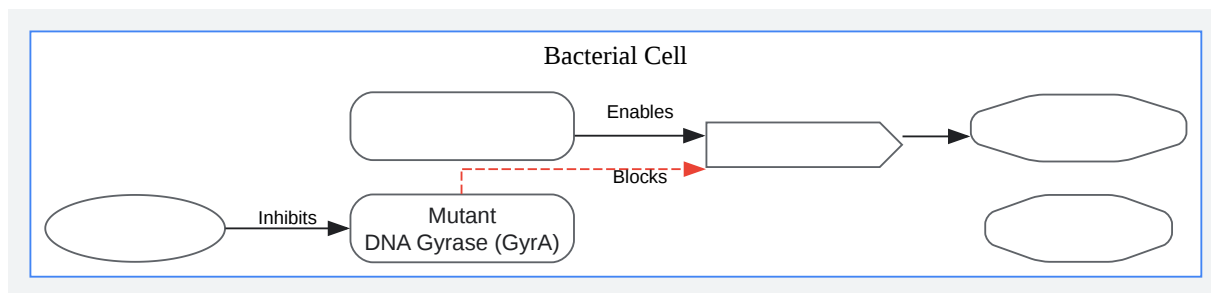 Bacterial Cell
Enables
Blocks
Inhibits
Mutant
DNA Gyrase (GyrA)